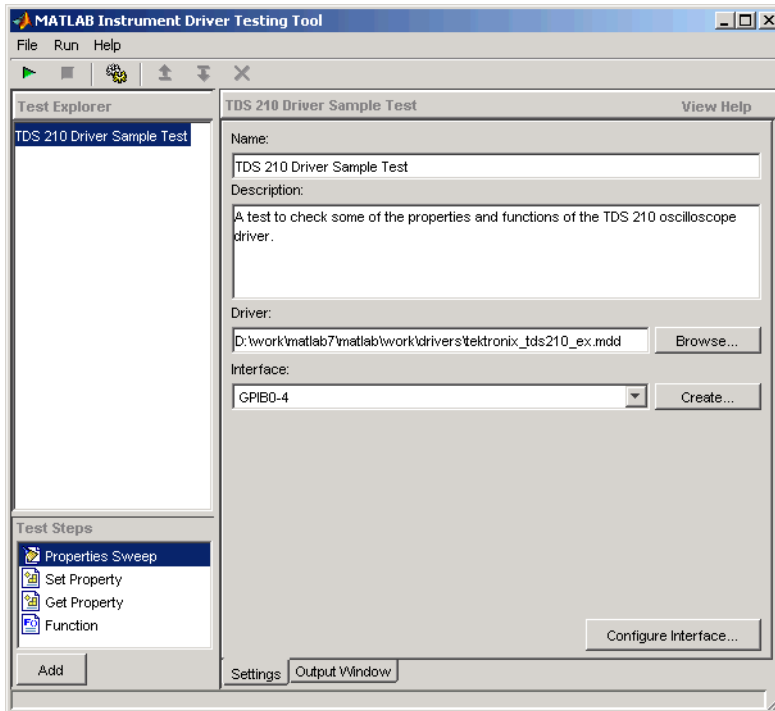 MATLAB Instrument Driver Testing Tool
File Run Help
Test Explorer
TDS 210 Driver Sample Test
TDS 210 Driver Sample Test View Help
Name:
TDS 210 Driver Sample Test
Description:
A test to check some of the properties and functions of the TDS 210 oscilloscope
driver.
Driver:
D:\work\matlab7\matlab\work\drivers\tektronix_tds210_ex.mdd Browse...
Interface:
GPIB0-4 Create...
Test Steps
Properties Sweep
Set Property
Get Property
Function
Add
Configure Interface...
Settings Output Window